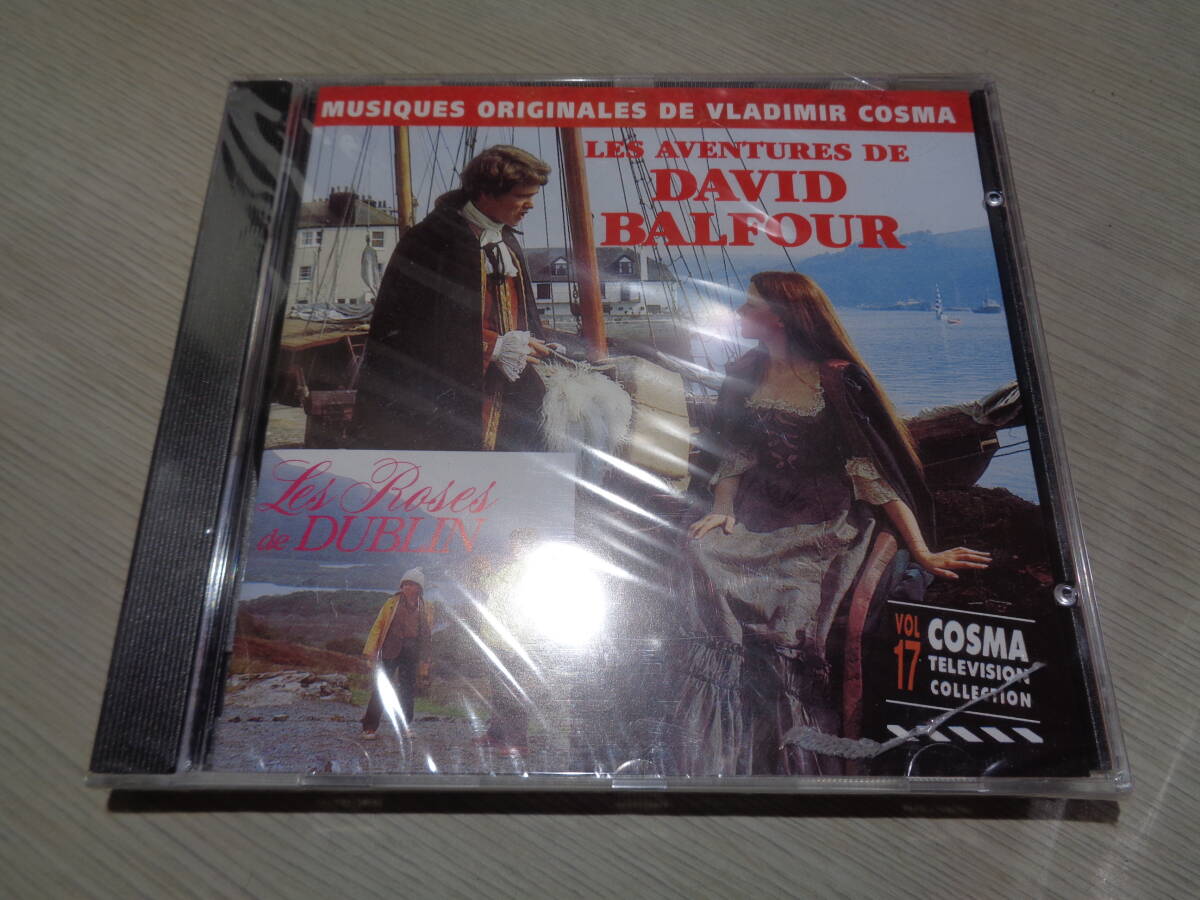 MUSIQUES ORIGINALES DE VLADIMIR COSMA
LES AVENTURES DE
DAVID
BALFOUR
Les Roses
de DUBLIN
VOL
17
COSMA
TELEVISION
COLLECTION